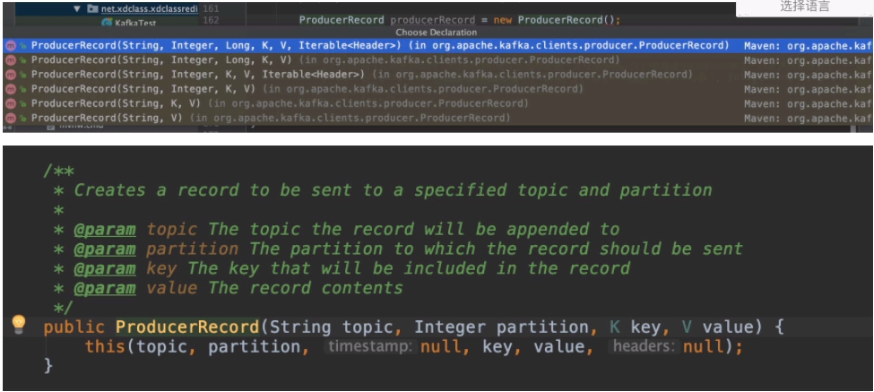 选择语言
net.xdclass.xdclassredi 161
KafkaTest 162 ProducerRecord producerRecord = new ProducerRecord();
Choose Declaration
ProducerRecord(String, Integer, Long, K, V, Iterable<Header>) (in org.apache.kafka.clients.producer.ProducerRecord) Maven: org.apache.kaf
ProducerRecord(String, Integer, Long, K, V) (in org.apache.kafka.clients.producer.ProducerRecord) Maven: org.apache.kaf
ProducerRecord(String, Integer, K, V, Iterable<Header>) (in org.apache.kafka.clients.producer.ProducerRecord) Maven: org.apache.kaf
ProducerRecord(String, Integer, K, V) (in org.apache.kafka.clients.producer.ProducerRecord) Maven: org.apache.kaf
ProducerRecord(String, K, V) (in org.apache.kafka.clients.producer.ProducerRecord) Maven: org.apache.kaf
ProducerRecord(String, V) (in org.apache.kafka.clients.producer.ProducerRecord) Maven: org.apache.kaf
/**
* Creates a record to be sent to a specified topic and partition
*
* @param topic The topic the record will be appended to
* @param partition The partition to which the record should be sent
* @param key The key that will be included in the record
* @param value The record contents
*/
public ProducerRecord(String topic, Integer partition, K key, V value) {
this(topic, partition, timestamp: null, key, value, headers: null);
}